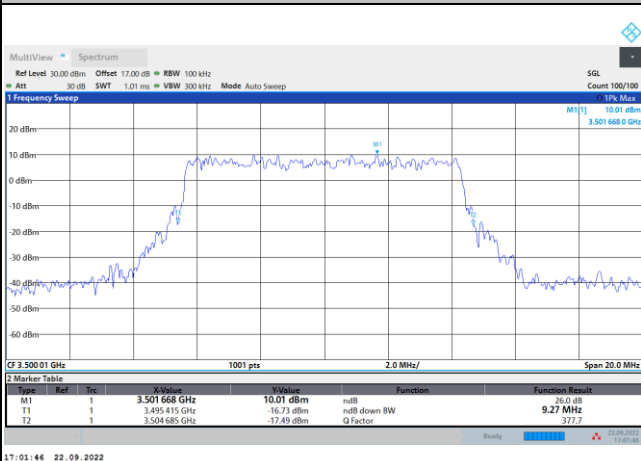 MultiView Spectrum
Ref Level 30.00 dBm Offset 17.00 dB RBW 100 kHz SGL
Att 30 dB SWT 1.01 ms VBW 300 kHz Mode Auto Sweep Count 100/100
1 Frequency Sweep 1Pk Max
M1[1] 10.01 dBm
3.501 668 0 GHz
20 dBm
M1
10 dBm
0 dBm
-10 dBm
T1 T2
-20 dBm
-30 dBm
-40 dBm
-50 dBm
-60 dBm
CF 3.50001 GHz 1001 pts 2.0 MHz/ Span 20.0 MHz
2 Marker Table
Type Ref Trc X-Value Y-Value Function Function Result
M1 1 3.501 668 GHz 10.01 dBm ndB 26.0 dB
T1 1 3.495 415 GHz -16.73 dBm ndB down BW 9.27 MHz
T2 1 3.504 685 GHz -17.49 dBm Q Factor 377.7
Ready 22.09.2022
17:01:46
17:01:46 22.09.2022